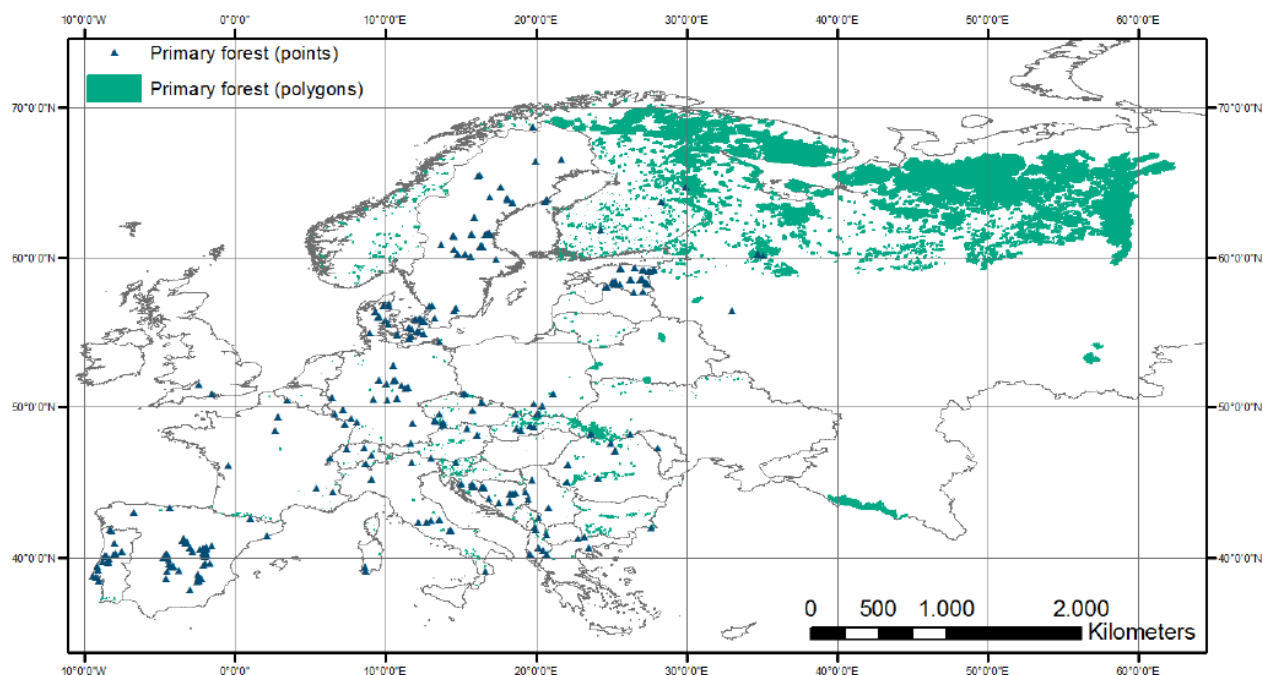 10°0'0"W 0°0'0" 10°0'0"E 20°0'0"E 30°0'0"E 40°0'0"E 50°0'0"E 60°0'0"E
Primary forest (points)
Primary forest (polygons)
70°0'0"N 70°0'0"N
60°0'0"N 60°0'0"N
50°0'0"N 50°0'0"N
40°0'0"N 40°0'0"N
0 500 1.000 2.000
Kilometers
10°0'0"W 0°0'0" 10°0'0"E 20°0'0"E 30°0'0"E 40°0'0"E 50°0'0"E 60°0'0"E